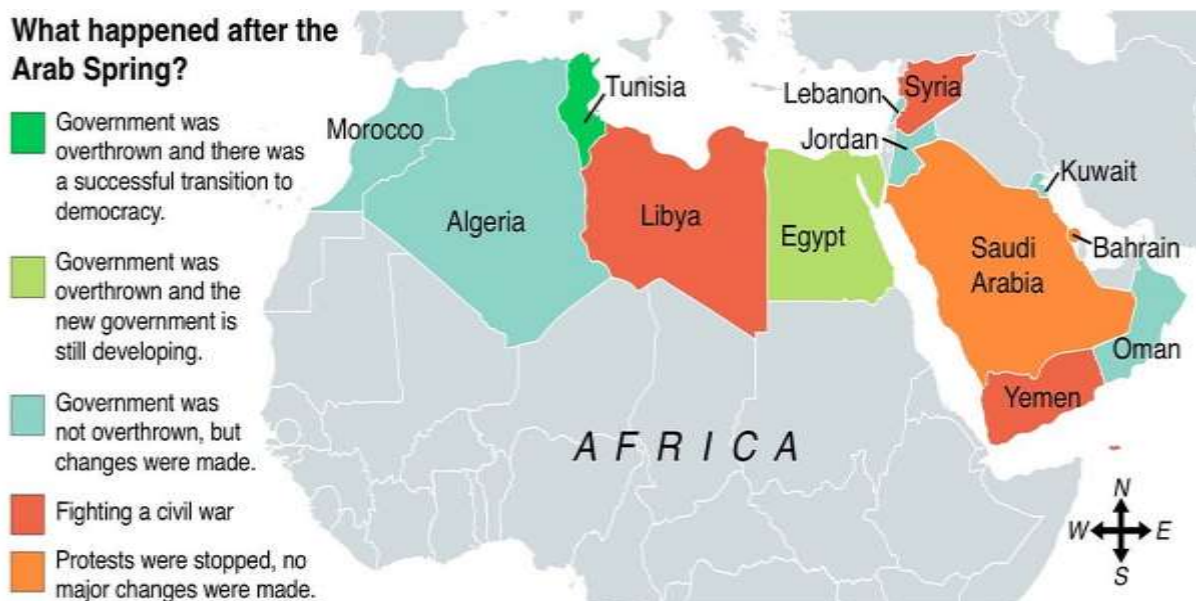 What happened after the
Arab Spring?
Government was
overthrown and there was
a successful transition to
democracy.
Government was
overthrown and the
new government is
still developing.
Government was
not overthrown, but
changes were made.
Fighting a civil war
Protests were stopped, no
major changes were made.
Morocco
Algeria
Tunisia
Libya
Egypt
Lebanon
Syria
Jordan
Kuwait
Saudi
Arabia
Bahrain
Oman
Yemen
AFRICA
N
W E
S